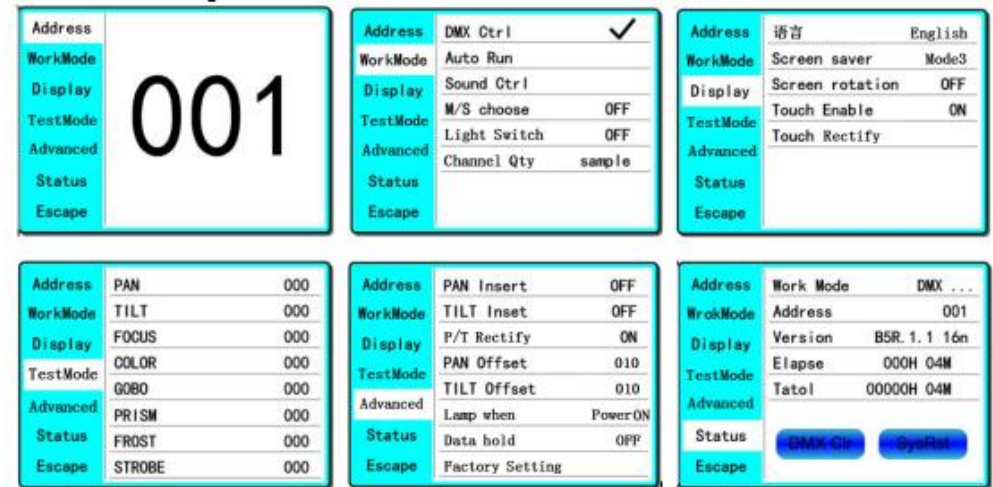 Address
WorkMode
Display
TestMode
Advanced
Status
Escape
001
Address
WorkMode
Display
TestMode
Advanced
Status
Escape
DMX Ctrl ✓
Auto Run
Sound Ctrl
M/S choose OFF
Light Switch OFF
Channel Qty sample
Address
WorkMode
Display
TestMode
Advanced
Status
Escape
语言 English
Screen saver Mode3
Screen rotation OFF
Touch Enable ON
Touch Rectify
Address
WorkMode
Display
TestMode
Advanced
Status
Escape
PAN 000
TILT 000
FOCUS 000
COLOR 000
GOBO 000
PRISM 000
FROST 000
STROBE 000
Address
WorkMode
Display
TestMode
Advanced
Status
Escape
PAN Insert OFF
TILT Inset OFF
P/T Rectify ON
PAN Offset 010
TILT Offset 010
Lamp when PowerON
Data hold OFF
Factory Setting
Address
WrokMode
Display
TestMode
Advanced
Status
Escape
Work Mode DMX ...
Address 001
Version B5R.1.1 16n
Elapse 000H 04M
Tatol 00000H 04M
DMX Clr SysRst